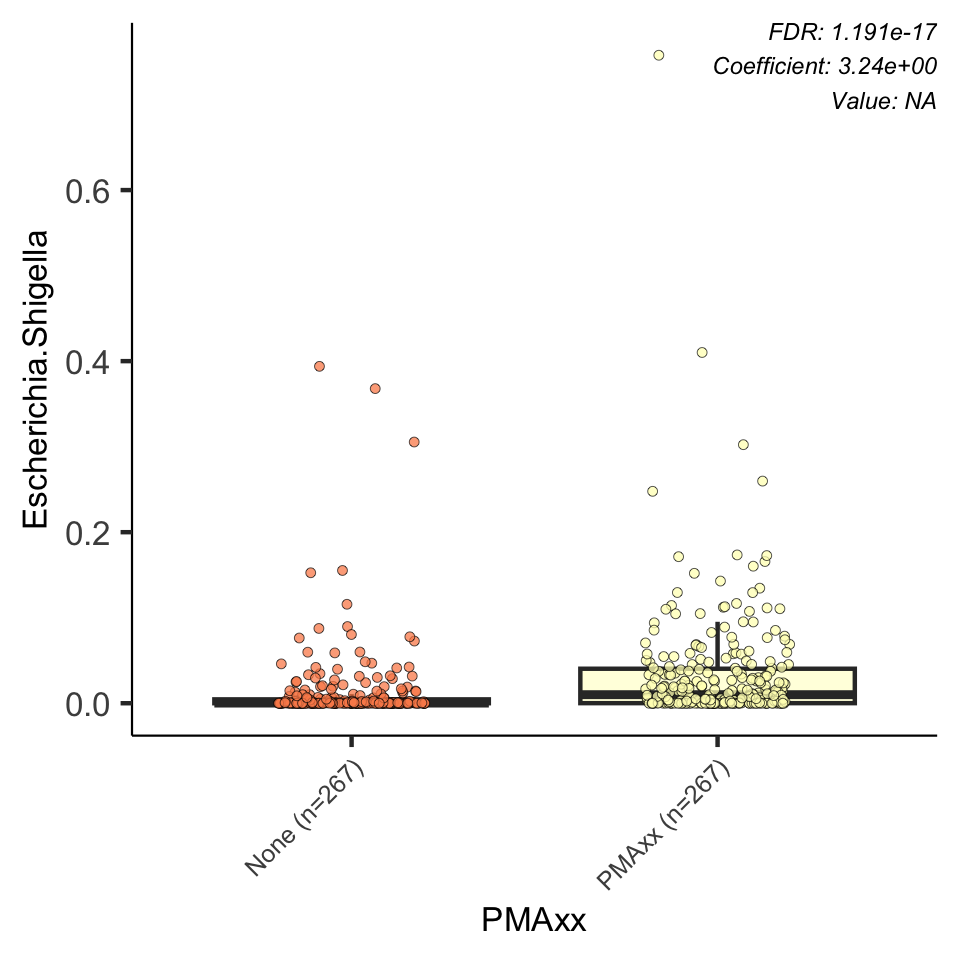 FDR: 1.191e-17
Coefficient: 3.24e+00
Value: NA
Escherichia.Shigella
0.6
0.4
0.2
0.0
None (n=267)
PMAxx (n=267)
PMAxx